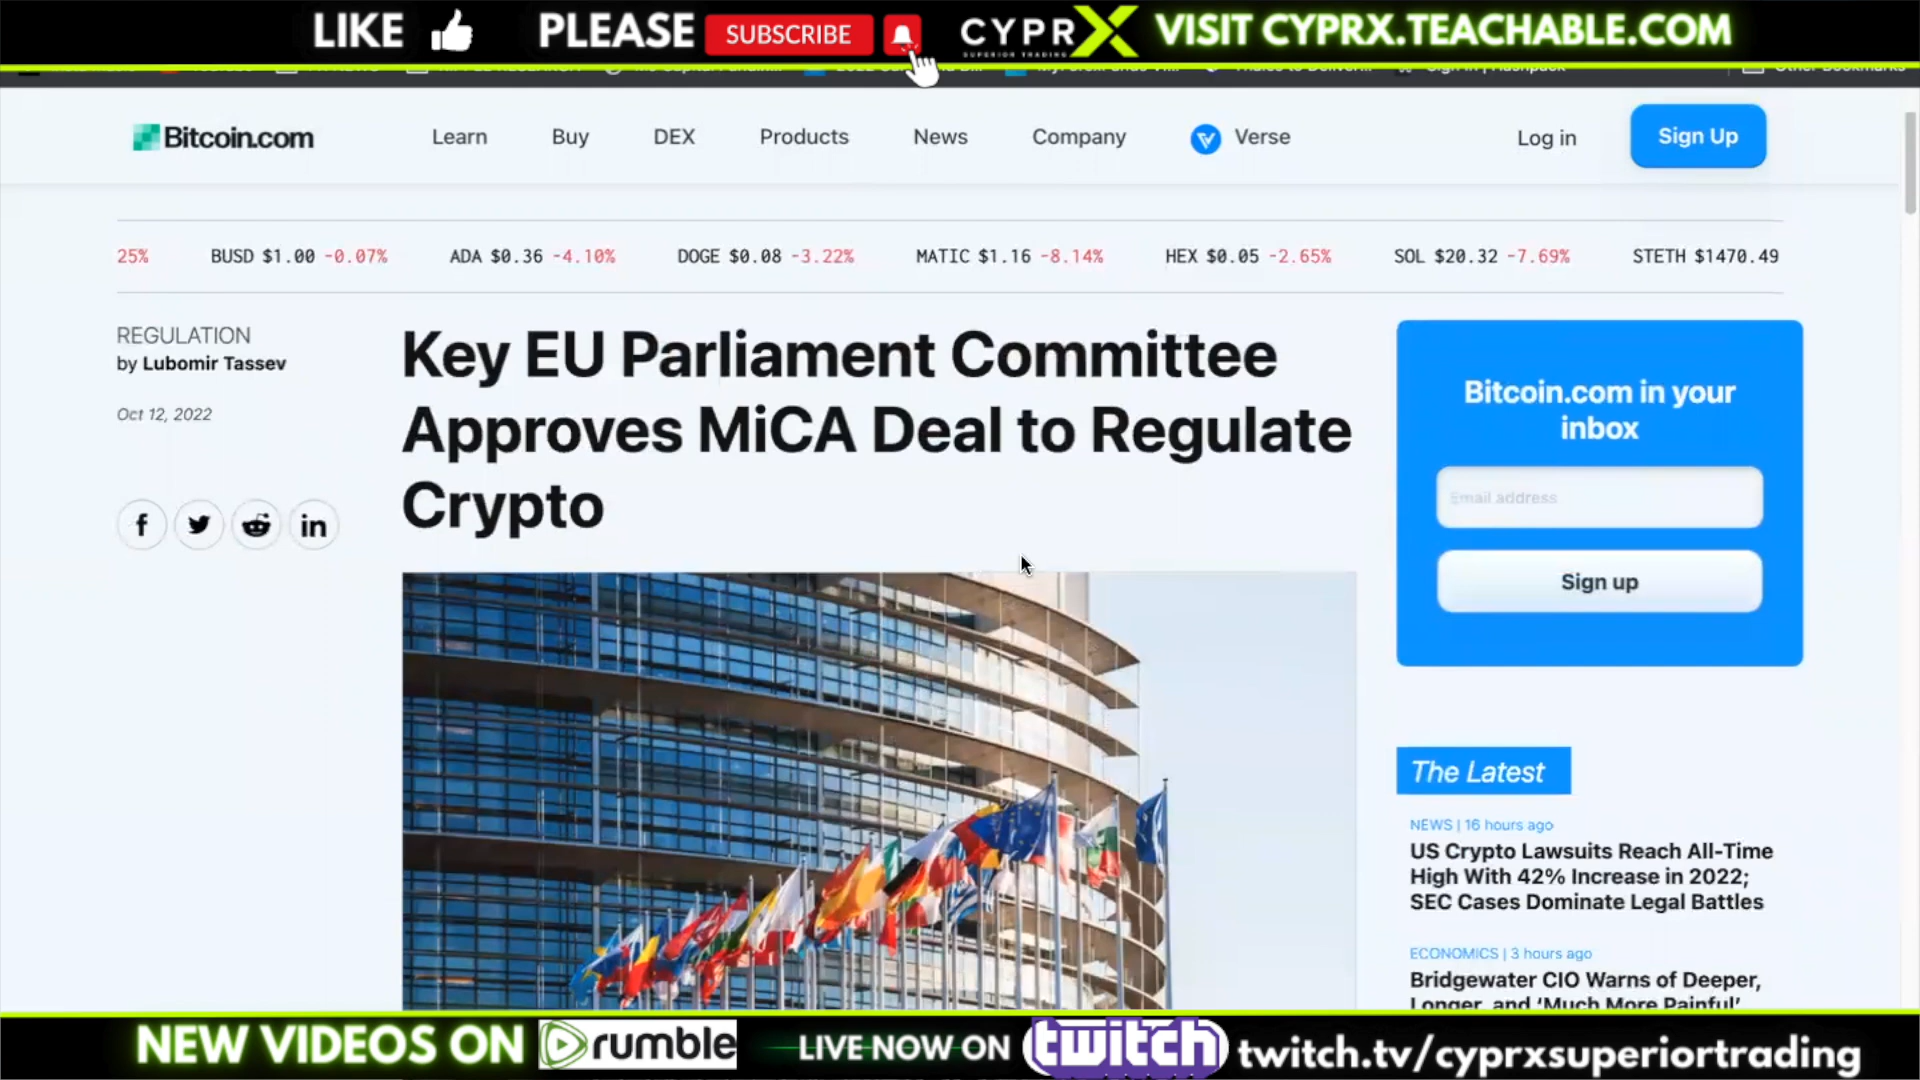 LIKE PLEASE SUBSCRIBE CYPRX VISIT CYPRX.TEACHABLE.COM
SUPERIOR TRADING
Bitcoin.com Learn Buy DEX Products News Company Verse Log in Sign Up
25% BUSD $1.00 -0.07% ADA $0.36 -4.10% DOGE $0.08 -3.22% MATIC $1.16 -8.14% HEX $0.05 -2.65% SOL $20.32 -7.69% STETH $1470.49
REGULATION
by Lubomir Tassev
Oct 12, 2022
Key EU Parliament Committee
Approves MiCA Deal to Regulate
Crypto
Bitcoin.com in your
inbox
Email address
Sign up
The Latest
NEWS | 16 hours ago
US Crypto Lawsuits Reach All-Time
High With 42% Increase in 2022;
SEC Cases Dominate Legal Battles
ECONOMICS | 3 hours ago
Bridgewater CIO Warns of Deeper,
Longer, and ‘Much More Painful’
NEW VIDEOS ON rumble LIVE NOW ON twitch twitch.tv/cyprxsuperiortrading